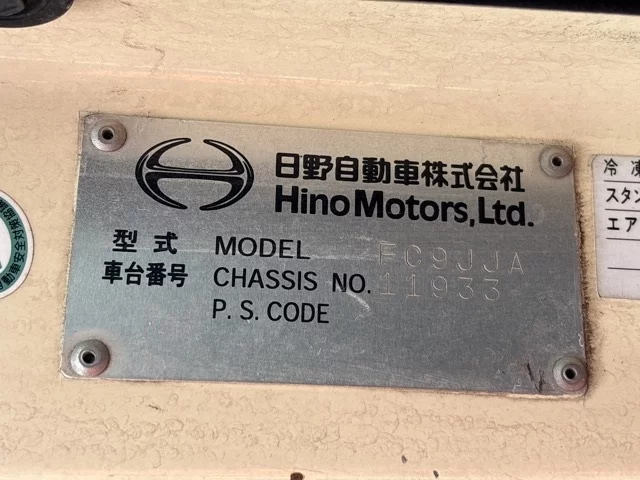 日野自動車株式会社
Hino Motors, Ltd.
型式 MODEL FC9JJA
車台番号 CHASSIS NO. 11933
P.S.CODE
冷凍
スタン
エア